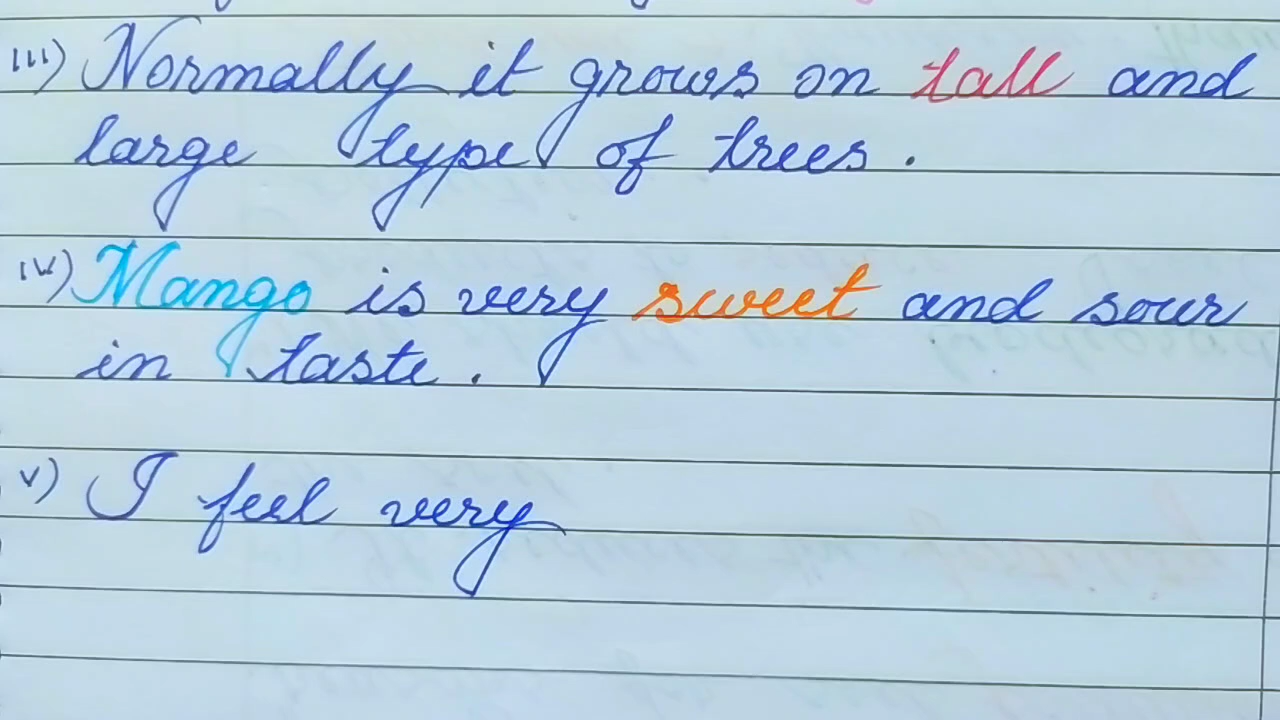 III) Normally it grows on tall and
large type of trees.
IV) Mango is very sweet and sour
in taste.
V) I feel very